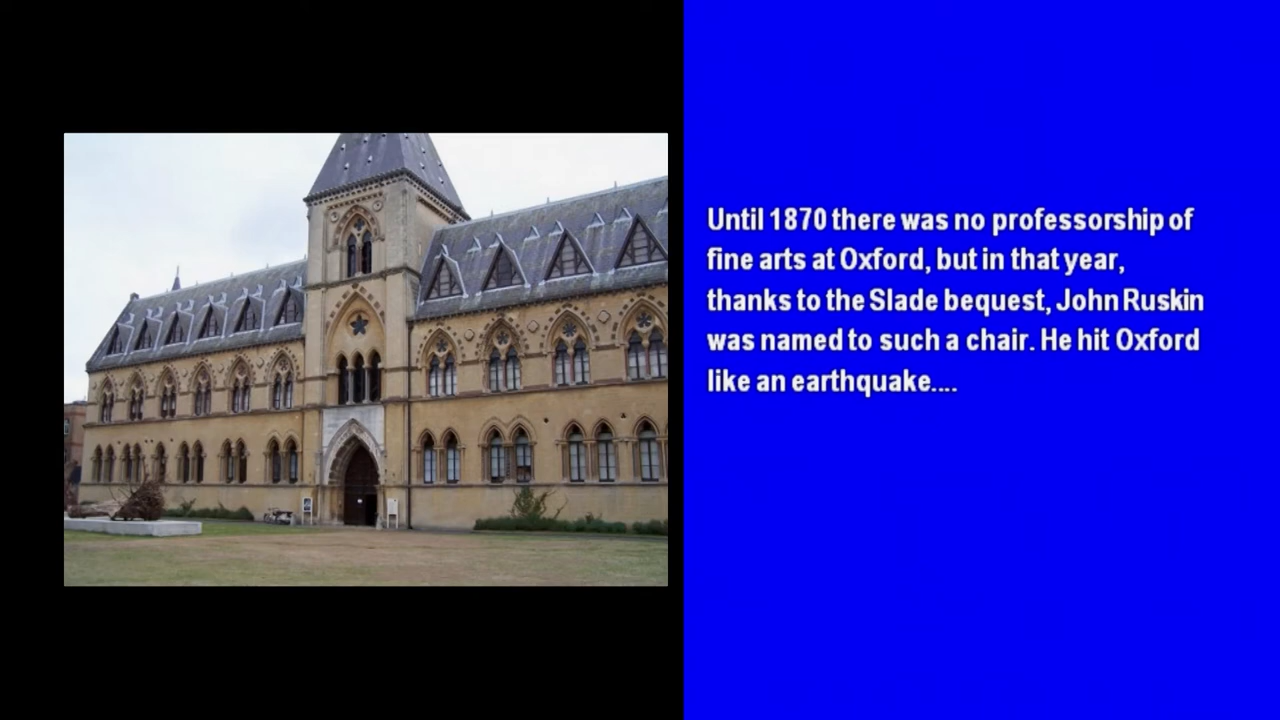 Until 1870 there was no professorship of
fine arts at Oxford, but in that year,
thanks to the Slade bequest, John Ruskin
was named to such a chair. He hit Oxford
like an earthquake....